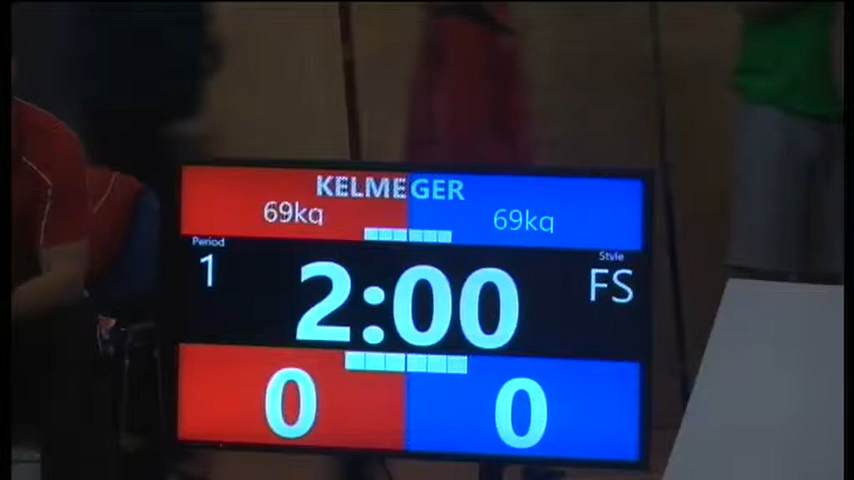 KELMEGER
69kg 69kg
Period Style
1 2:00 FS
0 0